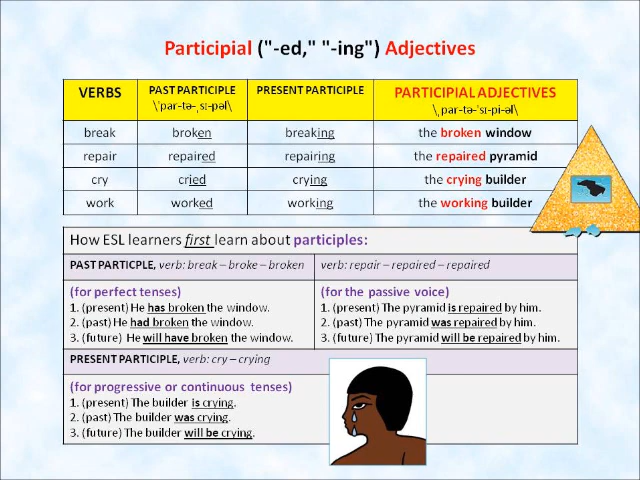 Participial ("-ed," "-ing") Adjectives
VERBS PAST PARTICIPLE PRESENT PARTICIPLE PARTICIPIAL ADJECTIVES
\ˈpar-tə-ˌsɪ-pəl\ \ˌpar-tə-ˈsɪ-pi-əl\
break broken breaking the broken window
repair repaired repairing the repaired pyramid
cry cried crying the crying builder
work worked working the working builder
How ESL learners first learn about participles:
PAST PARTICPLE, verb: break – broke – broken verb: repair – repaired – repaired
(for perfect tenses) (for the passive voice)
1. (present) He has broken the window. 1. (present) The pyramid is repaired by him.
2. (past) He had broken the window. 2. (past) The pyramid was repaired by him.
3. (future) He will have broken the window. 3. (future) The pyramid will be repaired by him.
PRESENT PARTICIPLE, verb: cry – crying
(for progressive or continuous tenses)
1. (present) The builder is crying.
2. (past) The builder was crying.
3. (future) The builder will be crying.